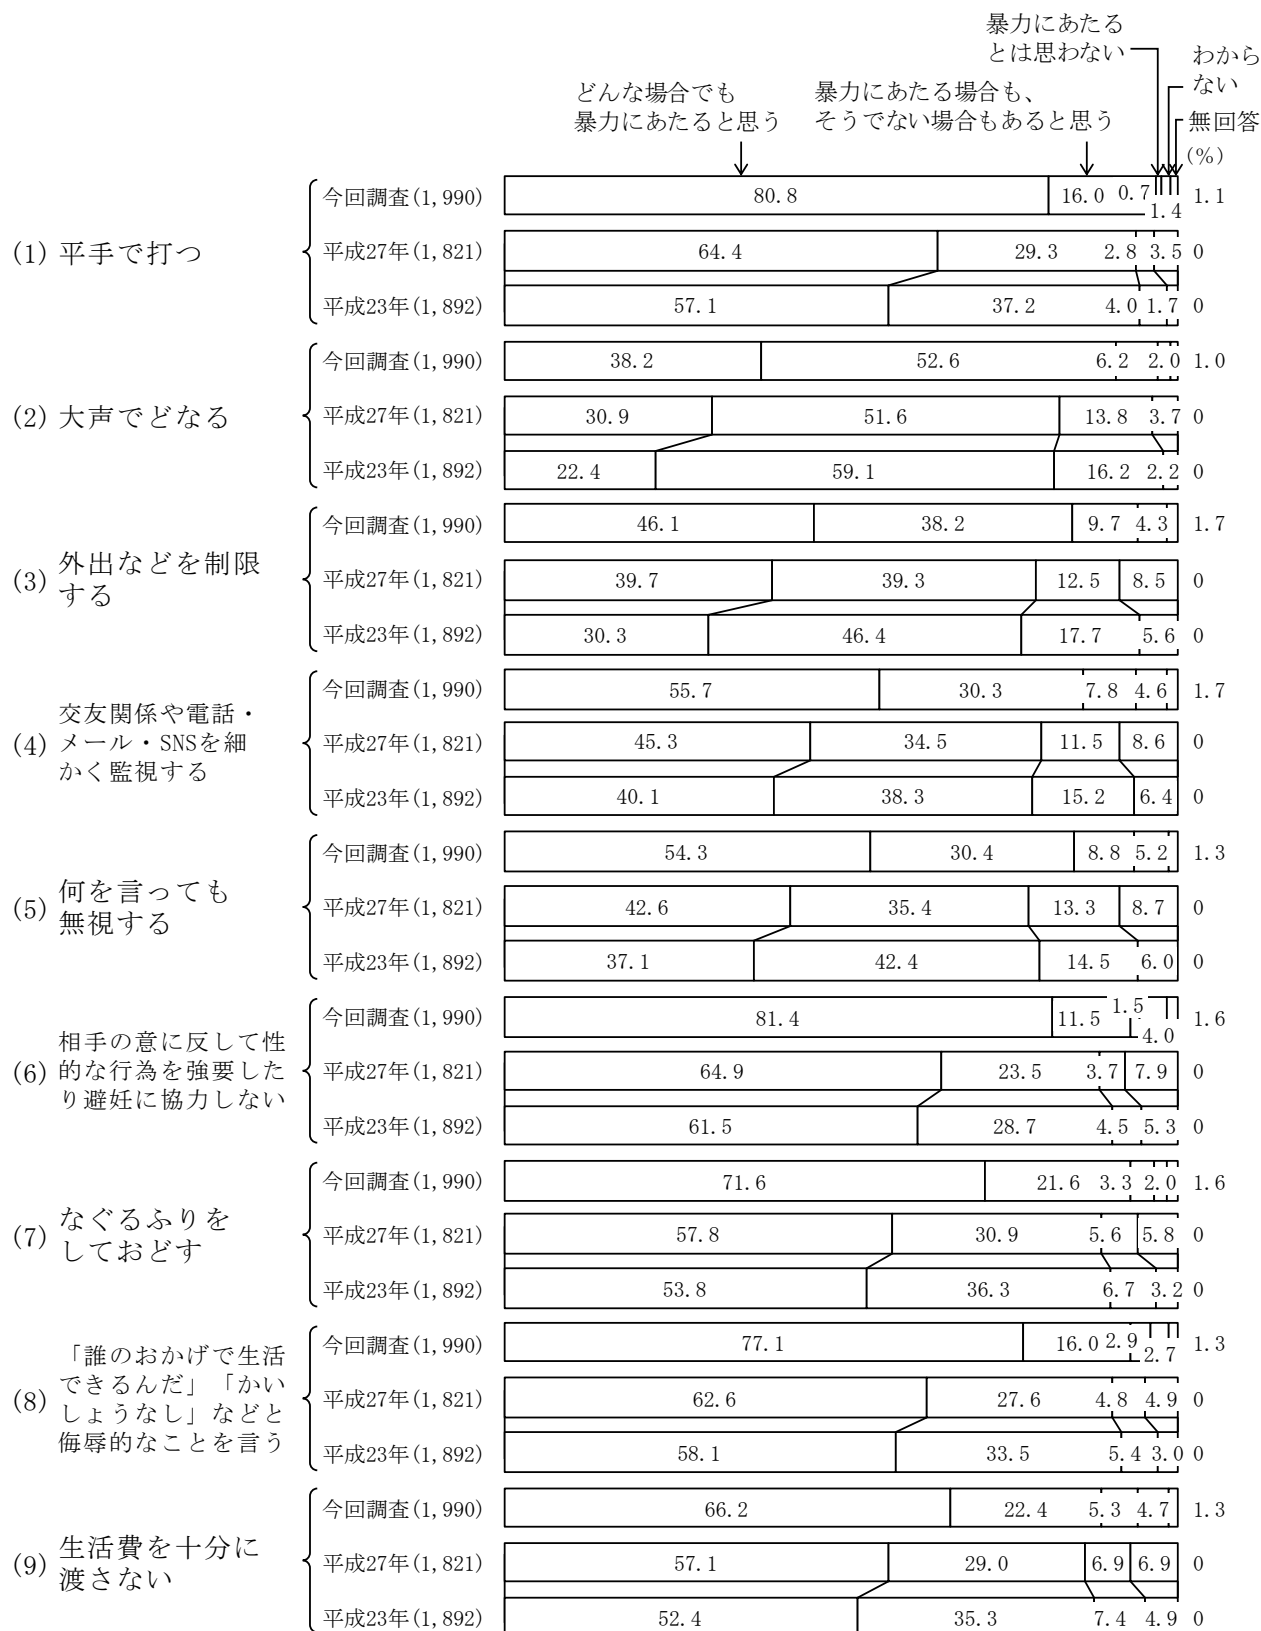 暴力にあたる
とは思わない
わから
ない
どんな場合でも
暴力にあたると思う
暴力にあたる場合も、
そうでない場合もあると思う
無回答
(%)
(1) 平手で打つ
今回調査(1,990) 80.8 16.0 0.7 1.4 1.1
平成27年(1,821) 64.4 29.3 2.8 3.5 0
平成23年(1,892) 57.1 37.2 4.0 1.7 0
(2) 大声でどなる
今回調査(1,990) 38.2 52.6 6.2 2.0 1.0
平成27年(1,821) 30.9 51.6 13.8 3.7 0
平成23年(1,892) 22.4 59.1 16.2 2.2 0
(3) 外出などを制限
する
今回調査(1,990) 46.1 38.2 9.7 4.3 1.7
平成27年(1,821) 39.7 39.3 12.5 8.5 0
平成23年(1,892) 30.3 46.4 17.7 5.6 0
(4) 交友関係や電話・
メール・SNSを細
かく監視する
今回調査(1,990) 55.7 30.3 7.8 4.6 1.7
平成27年(1,821) 45.3 34.5 11.5 8.6 0
平成23年(1,892) 40.1 38.3 15.2 6.4 0
(5) 何を言っても
無視する
今回調査(1,990) 54.3 30.4 8.8 5.2 1.3
平成27年(1,821) 42.6 35.4 13.3 8.7 0
平成23年(1,892) 37.1 42.4 14.5 6.0 0
(6) 相手の意に反して性
的な行為を強要した
り避妊に協力しない
今回調査(1,990) 81.4 11.5 1.5 4.0 1.6
平成27年(1,821) 64.9 23.5 3.7 7.9 0
平成23年(1,892) 61.5 28.7 4.5 5.3 0
(7) なぐるふりを
しておどす
今回調査(1,990) 71.6 21.6 3.3 2.0 1.6
平成27年(1,821) 57.8 30.9 5.6 5.8 0
平成23年(1,892) 53.8 36.3 6.7 3.2 0
(8) 「誰のおかげで生活
できるんだ」「かい
しょうなし」などと
侮辱的なことを言う
今回調査(1,990) 77.1 16.0 2.9 2.7 1.3
平成27年(1,821) 62.6 27.6 4.8 4.9 0
平成23年(1,892) 58.1 33.5 5.4 3.0 0
(9) 生活費を十分に
渡さない
今回調査(1,990) 66.2 22.4 5.3 4.7 1.3
平成27年(1,821) 57.1 29.0 6.9 6.9 0
平成23年(1,892) 52.4 35.3 7.4 4.9 0